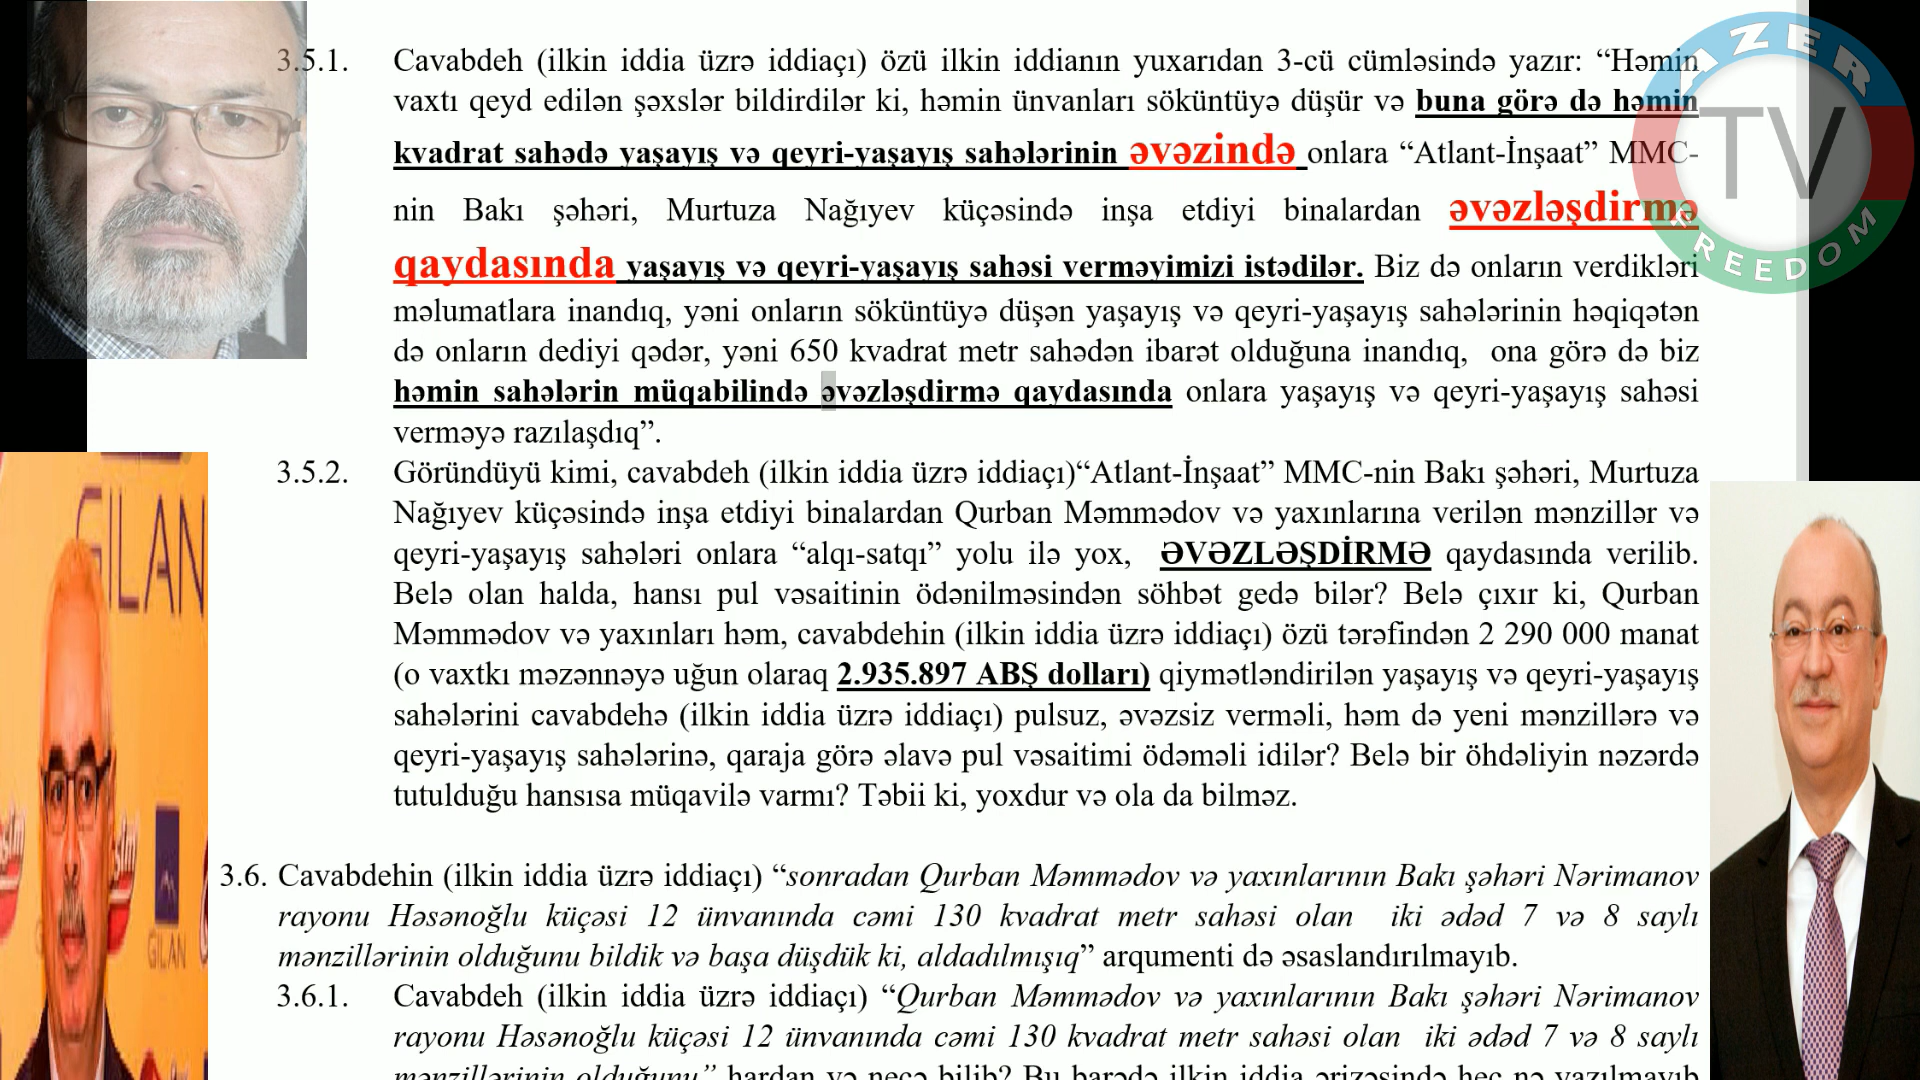 3.5.1. Cavabdeh (ilkin iddia üzrə iddiaçı) özü ilkin iddianın yuxarıdan 3-cü cümləsində yazır: “Həmin
vaxtı qeyd edilən şəxslər bildirdilər ki, həmin ünvanları söküntüyə düşür və buna görə də həmin
kvadrat sahədə yaşayış və qeyri-yaşayış sahələrinin əvəzində onlara “Atlant-İnşaat” MMC-
nin Bakı şəhəri, Murtuza Nağıyev küçəsində inşa etdiyi binalardan əvəzləşdirmə
qaydasında yaşayış və qeyri-yaşayış sahəsi verməyimizi istədilər. Biz də onların verdikləri
məlumatlara inandıq, yəni onların söküntüyə düşən yaşayış və qeyri-yaşayış sahələrinin həqiqətən
də onların dediyi qədər, yəni 650 kvadrat metr sahədən ibarət olduğuna inandıq, ona görə də biz
həmin sahələrin müqabilində əvəzləşdirmə qaydasında onlara yaşayış və qeyri-yaşayış sahəsi
verməyə razılaşdıq”.
3.5.2. Göründüyü kimi, cavabdeh (ilkin iddia üzrə iddiaçı)“Atlant-İnşaat” MMC-nin Bakı şəhəri, Murtuza
Nağıyev küçəsində inşa etdiyi binalardan Qurban Məmmədov və yaxınlarına verilən mənzillər və
qeyri-yaşayış sahələri onlara “alqı-satqı” yolu ilə yox, ƏVƏZLƏŞDİRMƏ qaydasında verilib.
Belə olan halda, hansı pul vəsaitinin ödənilməsindən söhbət gedə bilər? Belə çıxır ki, Qurban
Məmmədov və yaxınları həm, cavabdehin (ilkin iddia üzrə iddiaçı) özü tərəfindən 2 290 000 manat
(o vaxtkı məzənnəyə uğun olaraq 2.935.897 ABŞ dolları) qiymətləndirilən yaşayış və qeyri-yaşayış
sahələrini cavabdehə (ilkin iddia üzrə iddiaçı) pulsuz, əvəzsiz verməli, həm də yeni mənzillərə və
qeyri-yaşayış sahələrinə, qaraja görə əlavə pul vəsaitimi ödəməli idilər? Belə bir öhdəliyin nəzərdə
tutulduğu hansısa müqavilə varmı? Təbii ki, yoxdur və ola da bilməz.
3.6. Cavabdehin (ilkin iddia üzrə iddiaçı) “sonradan Qurban Məmmədov və yaxınlarının Bakı şəhəri Nərimanov
rayonu Həsənoğlu küçəsi 12 ünvanında cəmi 130 kvadrat metr sahəsi olan iki ədəd 7 və 8 saylı
mənzillərinin olduğunu bildik və başa düşdük ki, aldadılmışıq” arqumenti də əsaslandırılmayıb.
3.6.1. Cavabdeh (ilkin iddia üzrə iddiaçı) “Qurban Məmmədov və yaxınlarının Bakı şəhəri Nərimanov
rayonu Həsənoğlu küçəsi 12 ünvanında cəmi 130 kvadrat metr sahəsi olan iki ədəd 7 və 8 saylı
mənzillərinin olduğunu” hardan və necə bilib? Bu barədə ilkin iddia ərizəsində heç nə yazılmayıb
AZER
TV
FREEDOM
GILAN
GILAN